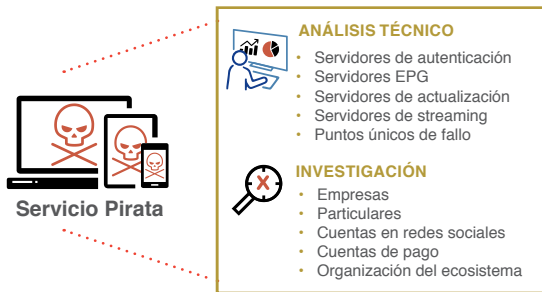 ANÁLISIS TÉCNICO
• Servidores de autenticación
• Servidores EPG
• Servidores de actualización
• Servidores de streaming
• Puntos únicos de fallo
Servicio Pirata
INVESTIGACIÓN
• Empresas
• Particulares
• Cuentas en redes sociales
• Cuentas de pago
• Organización del ecosistema